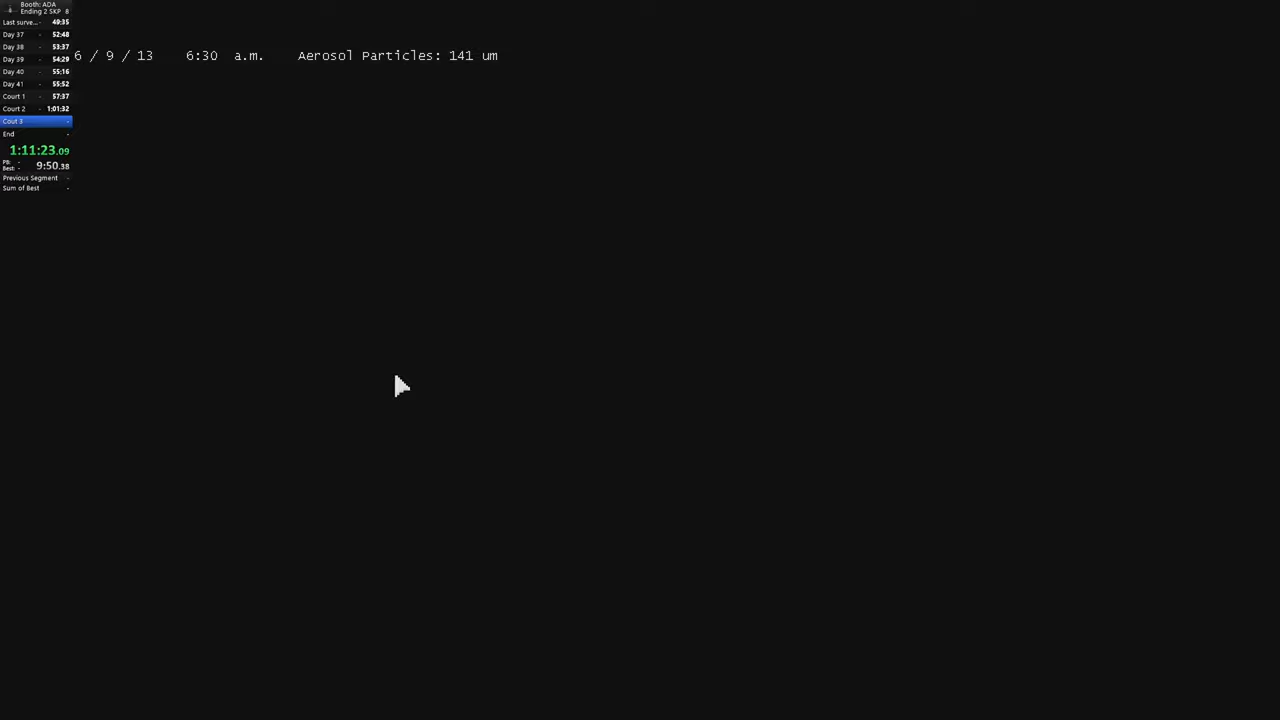 Booth: ADA
Ending 2 SKP 8
Last surve... - 49:35
Day 37 - 52:48
Day 38 - 53:37
Day 39 - 54:29
Day 40 - 55:16
Day 41 - 55:52
Court 1 - 57:37
Court 2 - 1:01:32
Cout 3 -
End -
1:11:23.09
PB: -
Best: - 9:50.38
Previous Segment -
Sum of Best -
6 / 9 / 13 6:30 a.m. Aerosol Particles: 141 um